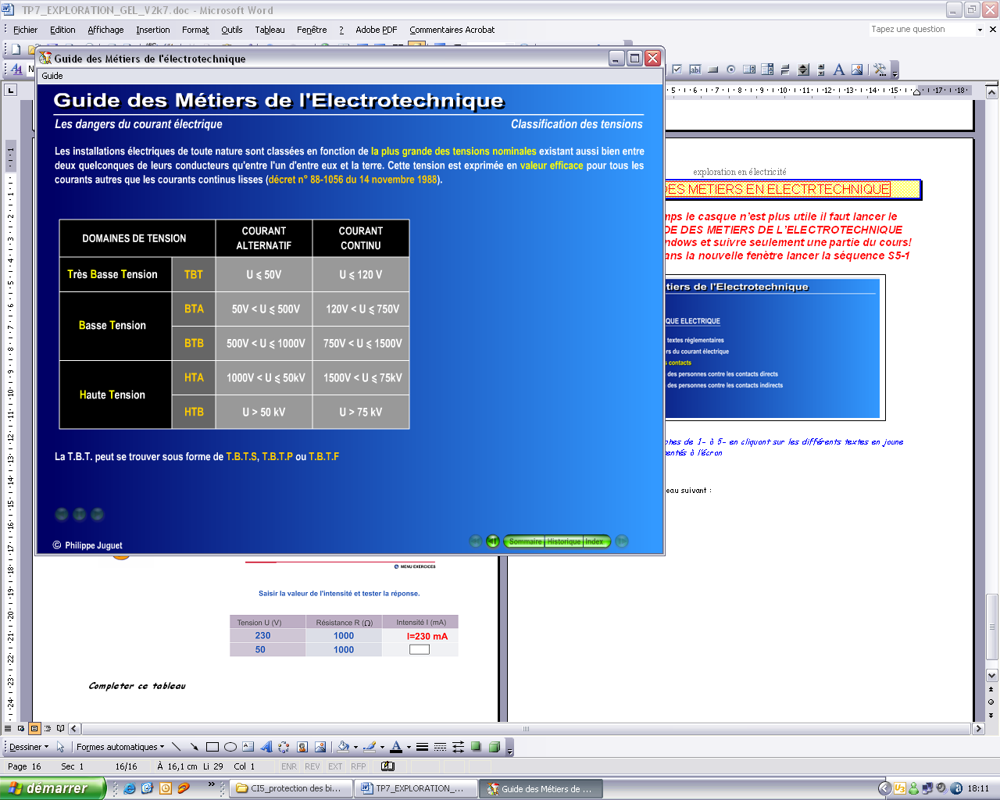 TP7_EXPLORATION_GEL_V2k7.doc - Microsoft Word
Fichier Edition Affichage Insertion Format Outils Tableau Fenêtre ? Adobe PDF Commentaires Acrobat
Tapez une question
Guide des Métiers de l'électrotechnique
Guide
Guide des Métiers de l'Electrotechnique
Les dangers du courant électrique
Classification des tensions
Les installations électriques de toute nature sont classées en fonction de la plus grande des tensions nominales existant aussi bien entre
deux quelconques de leurs conducteurs qu'entre l'un d'entre eux et la terre. Cette tension est exprimée en valeur efficace pour tous les
courants autres que les courants continus lisses (décret n° 88-1056 du 14 novembre 1988).
DOMAINES DE TENSION
COURANT
ALTERNATIF
COURANT
CONTINU
Très Basse Tension TBT U ⩽ 50V U ⩽ 120 V
Basse Tension
BTA 50V < U ⩽ 500V 120V < U ⩽ 750V
BTB 500V < U ⩽ 1000V 750V < U ⩽ 1500V
Haute Tension
HTA 1000V < U ⩽ 50kV 1500V < U ⩽ 75kV
HTB U > 50 kV U > 75 kV
La T.B.T. peut se trouver sous forme de T.B.T.S, T.B.T.P ou T.B.T.F
© Philippe Juguet
Sommaire Historique Index
exploration en électricité
DES METIERS EN ELECTRTECHNIQUE
mps le casque n'est plus utile il faut lancer le
DE DES METIERS DE L'ELECTROTECHNIQUE
ndows et suivre seulement une partie du cours!
ans la nouvelle fenètre lancer la séquence S5-1
tiers de l'Electrotechnique
QUE ELECTRIQUE
textes réglementaires
rs du courant électrique
s contacts
des personnes contre les contacts directs
des personnes contre les contacts indirects
phes de 1- à 5- en cliquant sur les différents textes en jaune
entés à l'écran
eau suivant :
MENU EXERCICES
Saisir la valeur de l'intensité et tester la réponse.
Tension U (V) Résistance R (Ω) Intensité I (mA)
230 1000 I=230 mA
50 1000
Completer ce tableau
Dessiner Formes automatiques
Page 16 Sec 1 16/16 À 16,1 cm Li 29 Col 1 ENR REV EXT RFP
démarrer
CI5_protection des bi...
TP7_EXPLORATION_...
Guide des Métiers de ...
18:11